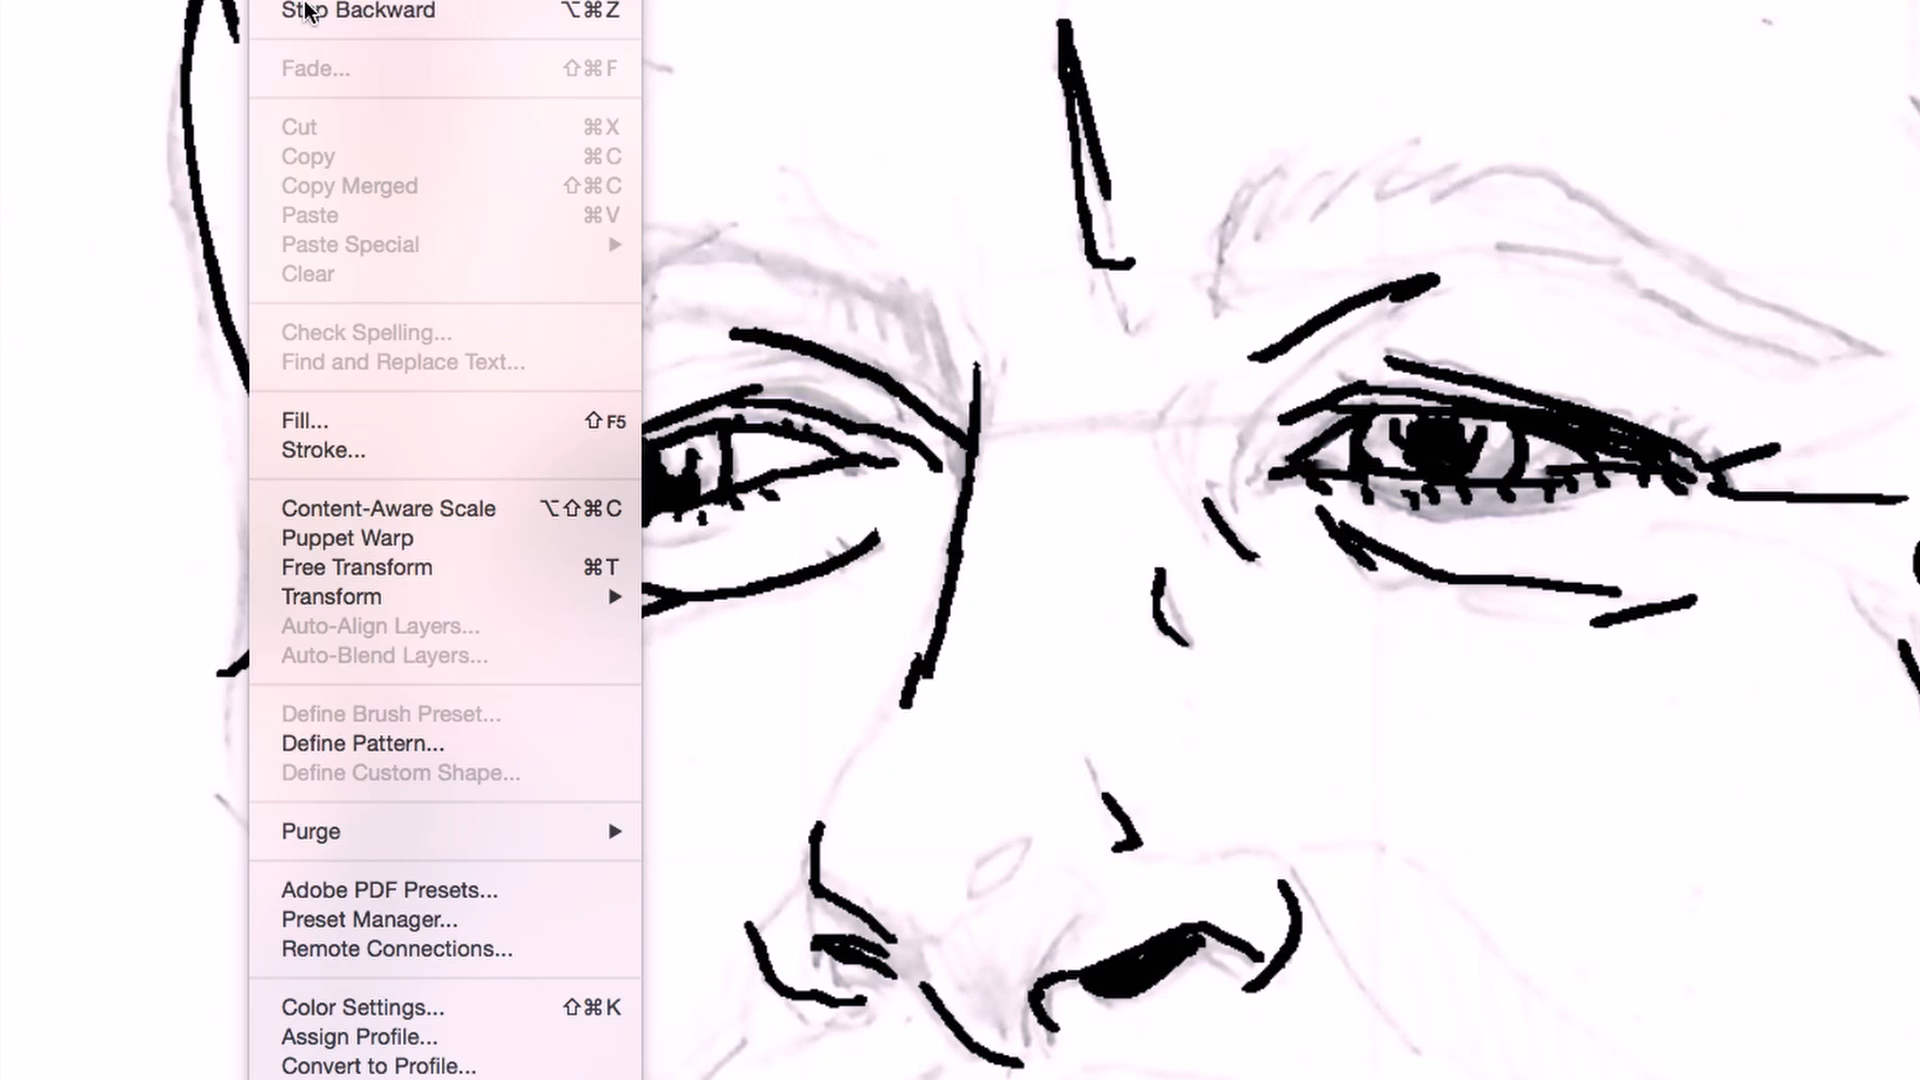 Step Backward ⌥⌘Z
Fade... ⇧⌘F
Cut ⌘X
Copy ⌘C
Copy Merged ⇧⌘C
Paste ⌘V
Paste Special ▶
Clear
Check Spelling...
Find and Replace Text...
Fill... ⇧F5
Stroke...
Content-Aware Scale ⌥⇧⌘C
Puppet Warp
Free Transform ⌘T
Transform ▶
Auto-Align Layers...
Auto-Blend Layers...
Define Brush Preset...
Define Pattern...
Define Custom Shape...
Purge ▶
Adobe PDF Presets...
Preset Manager...
Remote Connections...
Color Settings... ⇧⌘K
Assign Profile...
Convert to Profile...